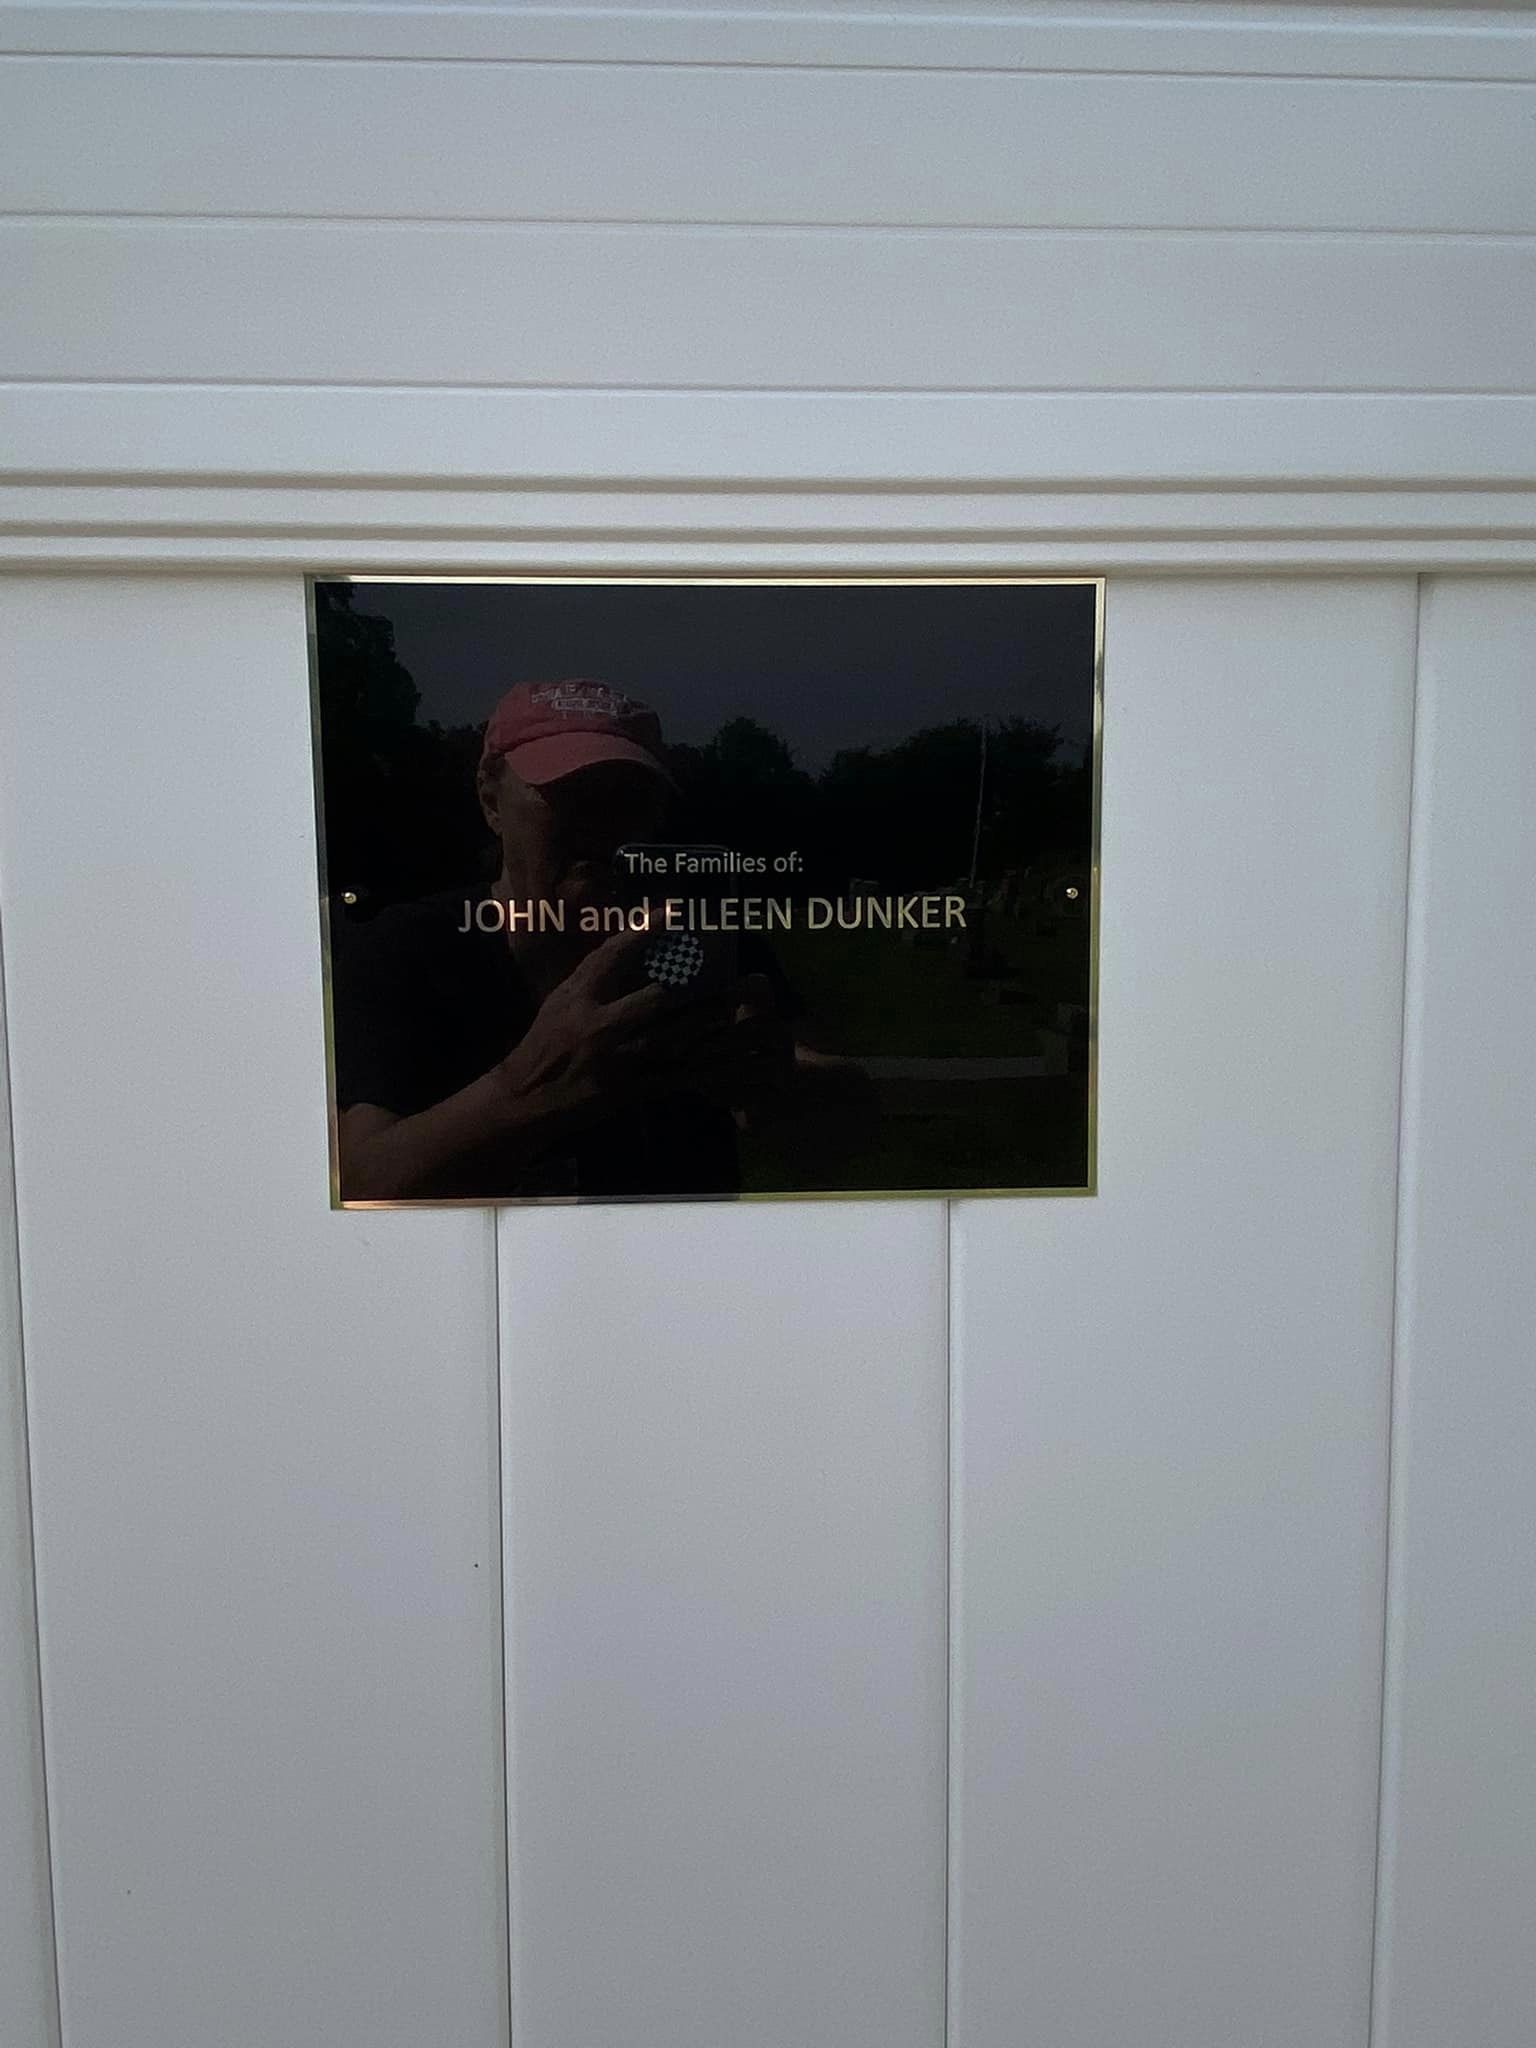 The Families of:
JOHN and EILEEN DUNKER